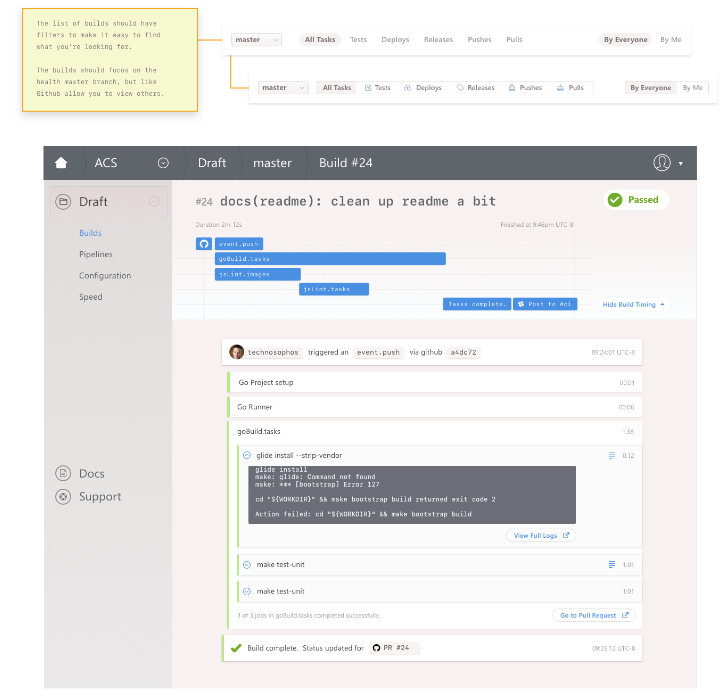 The list of builds should have
filters to make it easy to find
what you're looking for.
The builds should focus on the
health master branch, but like
Github allow you to view others.
master All Tasks Tests Deploys Releases Pushes Pulls By Everyone By Me
master All Tasks Tests Deploys Releases Pushes Pulls By Everyone By Me
ACS Draft master Build #24
Draft
Builds
Pipelines
Configuration
Speed
Docs
Support
#24 docs(readme): clean up readme a bit
Passed
Duration 2m 12s
Finished at 9:46pm UTC-8
event.push
goBuild.tasks
jsLint.images
jsLint.tasks
Tasks complete. Post to #ci
Hide Build Timing
technosophos triggered an event.push via github a4dc72 09:24:01 UTC-8
Go Project setup 00:01
Go Runner 00:06
goBuild.tasks 1:36
glide install --strip-vendor 0:12
glide install
make: glide: Command not found
make: *** [bootstrap] Error 127
cd "${WORKDIR}" && make bootstrap build returned exit code 2
Action failed: cd "${WORKDIR}" && make bootstrap build
View Full Logs
make test-unit 1:01
make test-unit 1:01
3 of 3 jobs in goBuild.tasks completed successfully.
Go to Pull Request
Build complete. Status updated for PR #24 09:26:12 UTC-8